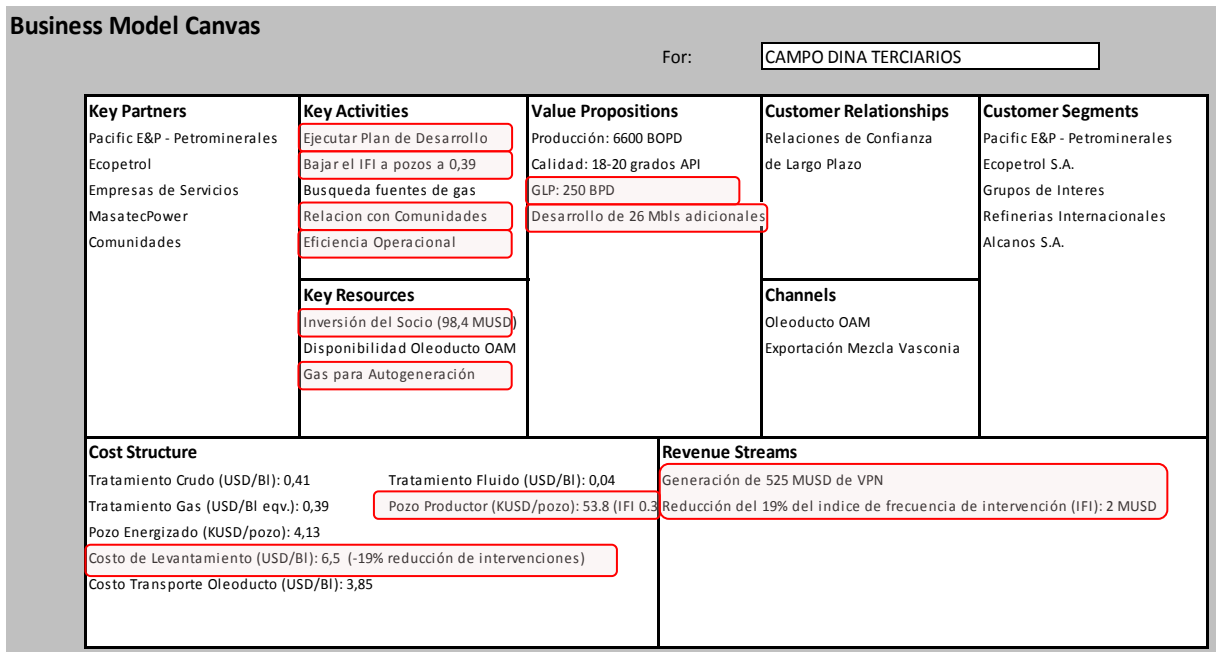 Business Model Canvas
For:
CAMPO DINA TERCIARIOS
Key Partners
Pacific E&P - Petrominerales
Ecopetrol
Empresas de Servicios
MasatecPower
Comunidades
Key Activities
Ejecutar Plan de Desarrollo
Bajar el IFI a pozos a 0,39
Busqueda fuentes de gas
Relacion con Comunidades
Eficiencia Operacional
Key Resources
Inversión del Socio (98,4 MUSD)
Disponibilidad Oleoducto OAM
Gas para Autogeneración
Value Propositions
Producción: 6600 BOPD
Calidad: 18-20 grados API
GLP: 250 BPD
Desarrollo de 26 Mbls adicionales
Customer Relationships
Relaciones de Confianza
de Largo Plazo
Channels
Oleoducto OAM
Exportación Mezcla Vasconia
Customer Segments
Pacific E&P - Petrominerales
Ecopetrol S.A.
Grupos de Interes
Refinerias Internacionales
Alcanos S.A.
Cost Structure
Tratamiento Crudo (USD/Bl): 0,41
Tratamiento Fluido (USD/Bl): 0,04
Tratamiento Gas (USD/Bl eqv.): 0,39
Pozo Productor (KUSD/pozo): 53.8 (IFI 0.3
Pozo Energizado (KUSD/pozo): 4,13
Costo de Levantamiento (USD/Bl): 6,5 (-19% reducción de intervenciones)
Costo Transporte Oleoducto (USD/Bl): 3,85
Revenue Streams
Generación de 525 MUSD de VPN
Reducción del 19% del indice de frecuencia de intervención (IFI): 2 MUSD